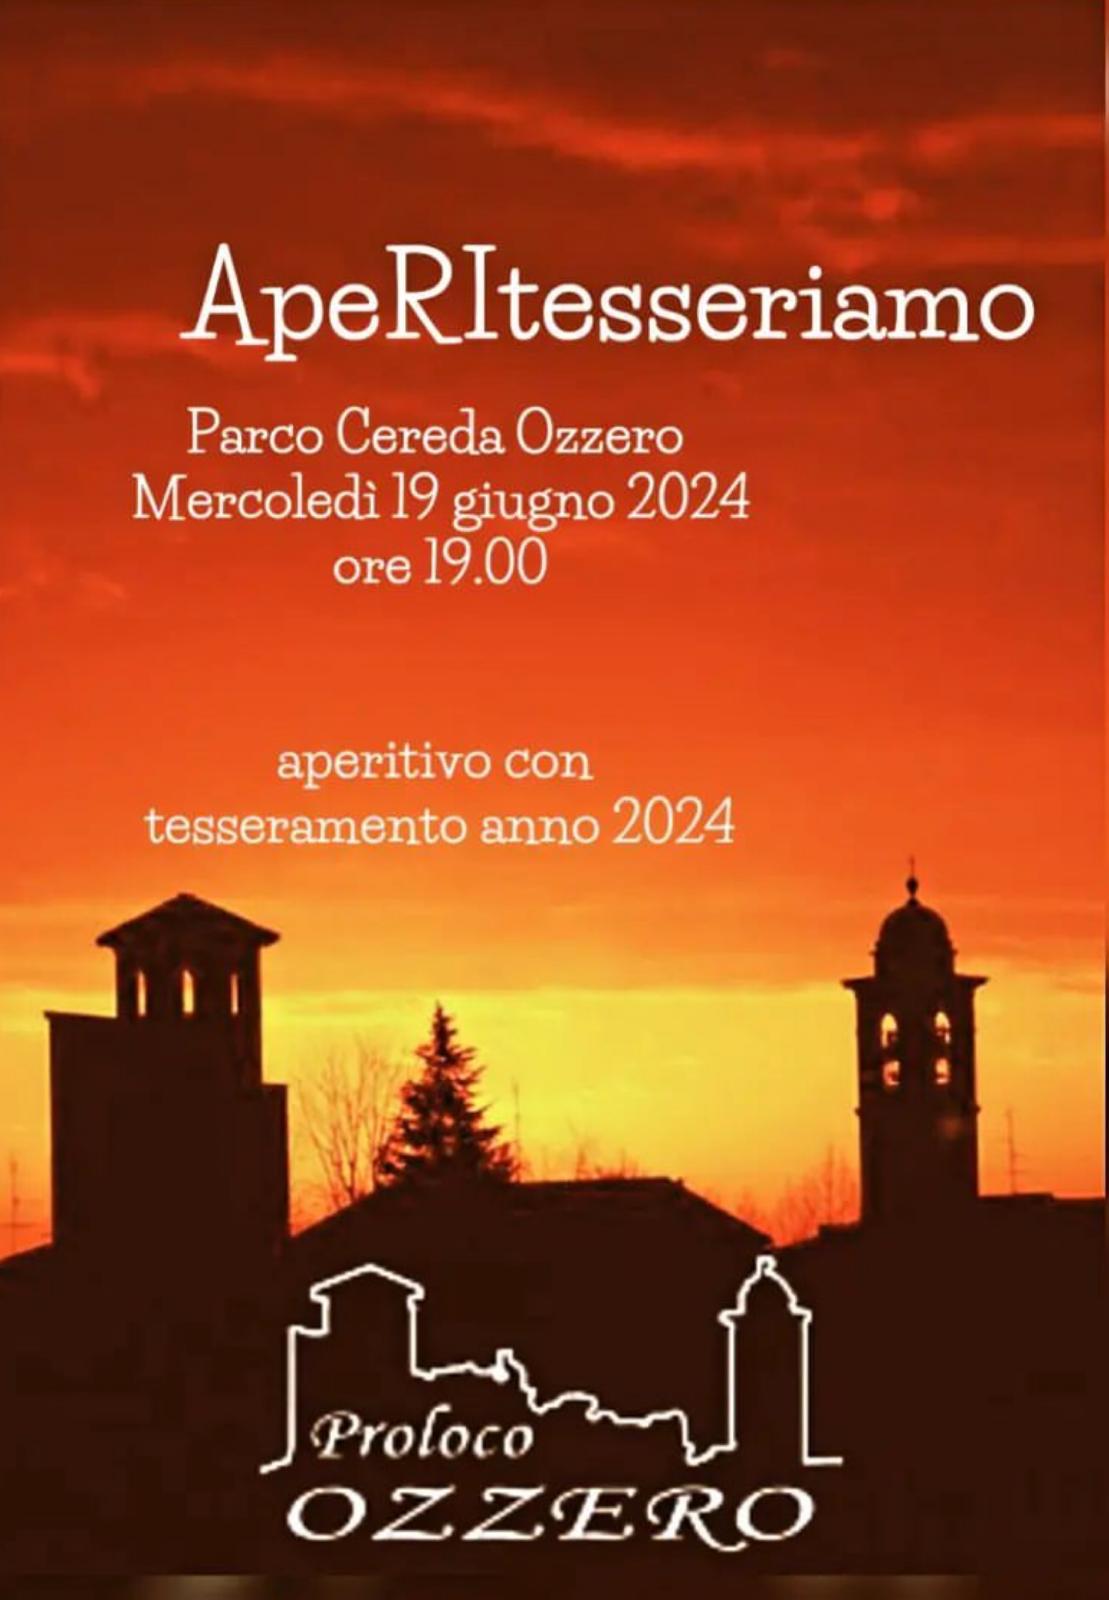 ApeRItesseriamo
Parco Cereda Ozzero
Mercoledì 19 giugno 2024
ore 19.00
aperitivo con
tesseramento anno 2024
Proloco
OZZERO